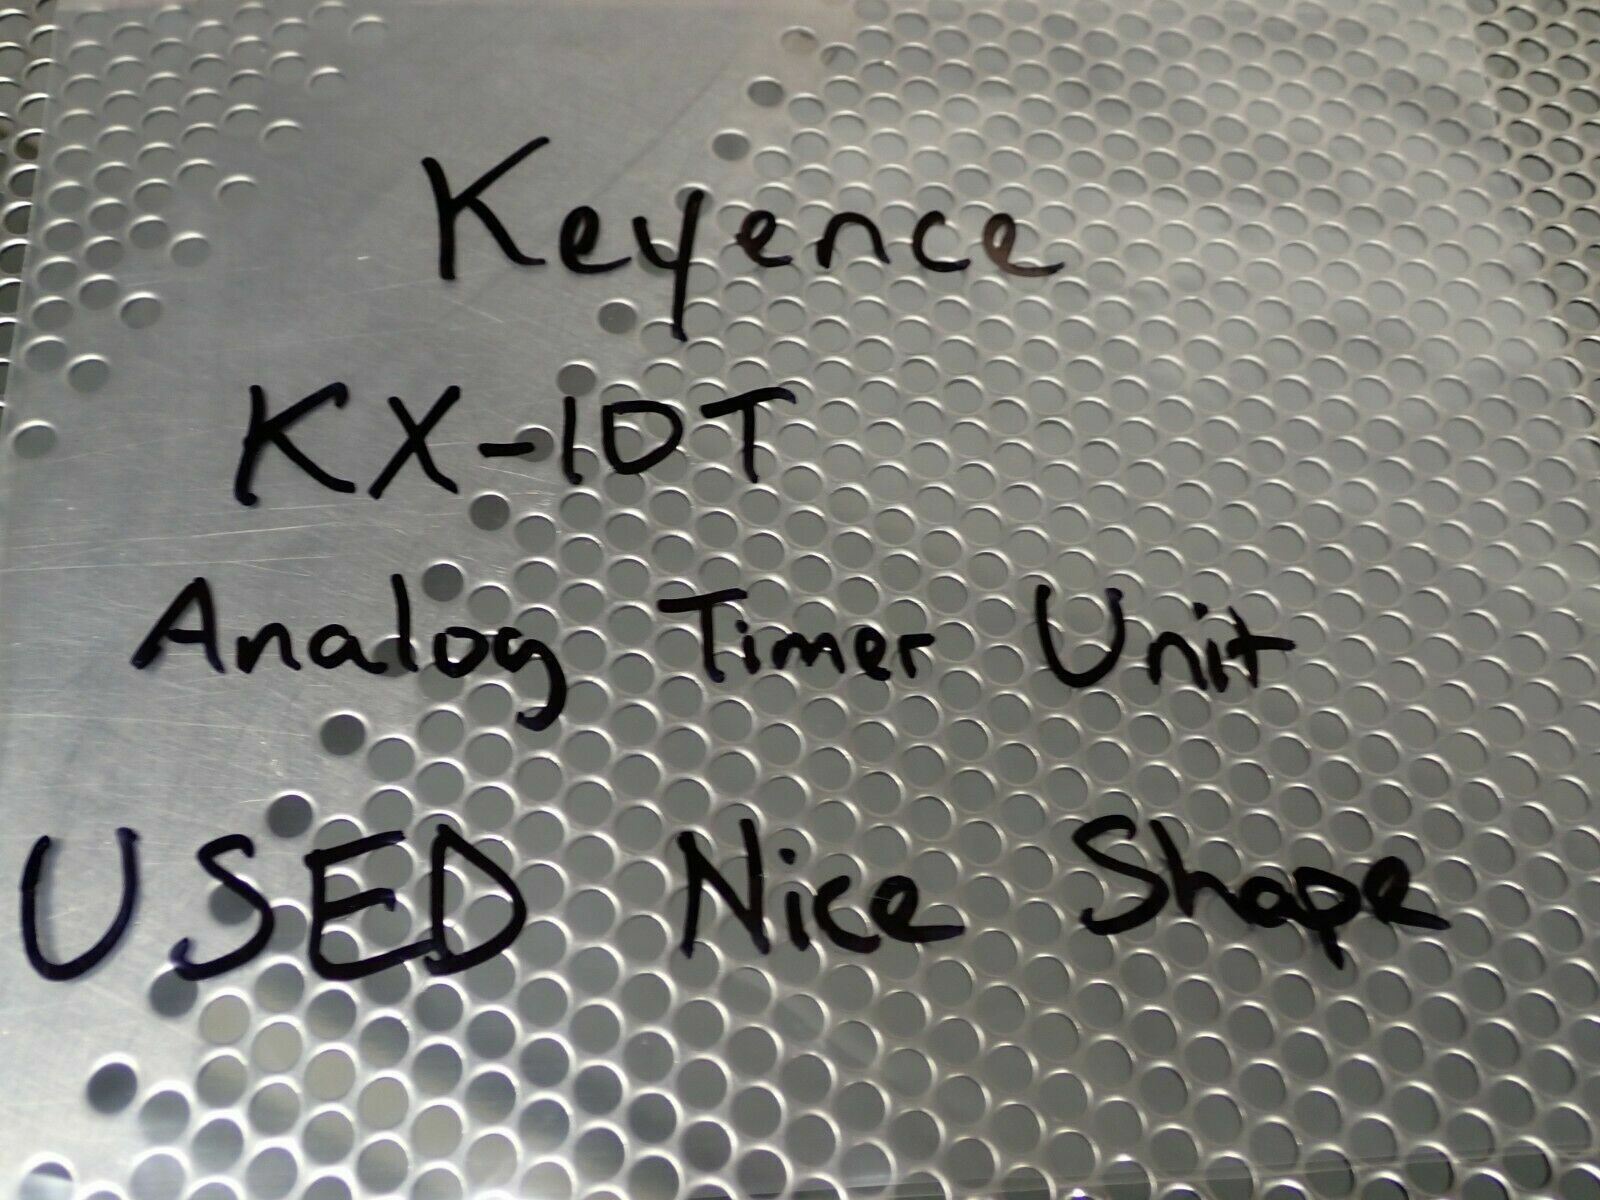 Keyence
KX-10T
Analog Timer Unit
USED Nice Shape